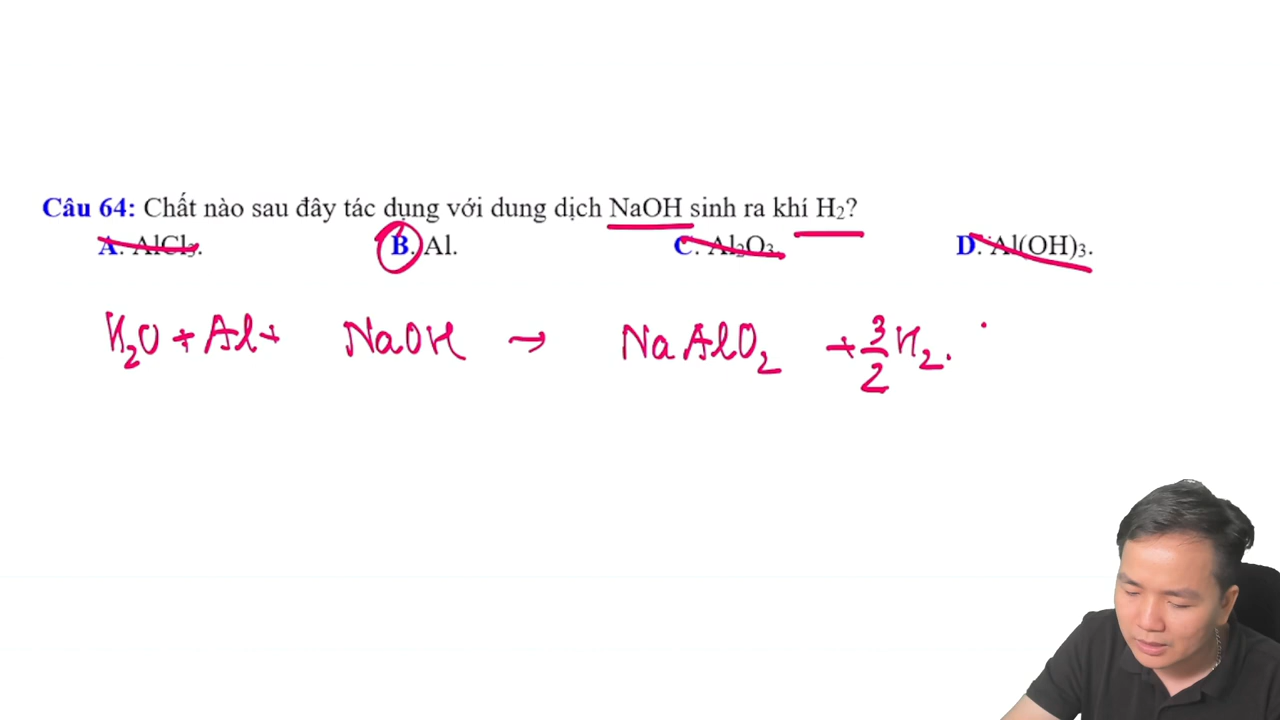 Câu 64: Chất nào sau đây tác dụng với dung dịch NaOH sinh ra khí H₂?
A. AlCl₃. B. Al. C. Al₂O₃. D. Al(OH)₃.
H₂O + Al + NaOH → NaAlO₂ + 3/2 H₂.